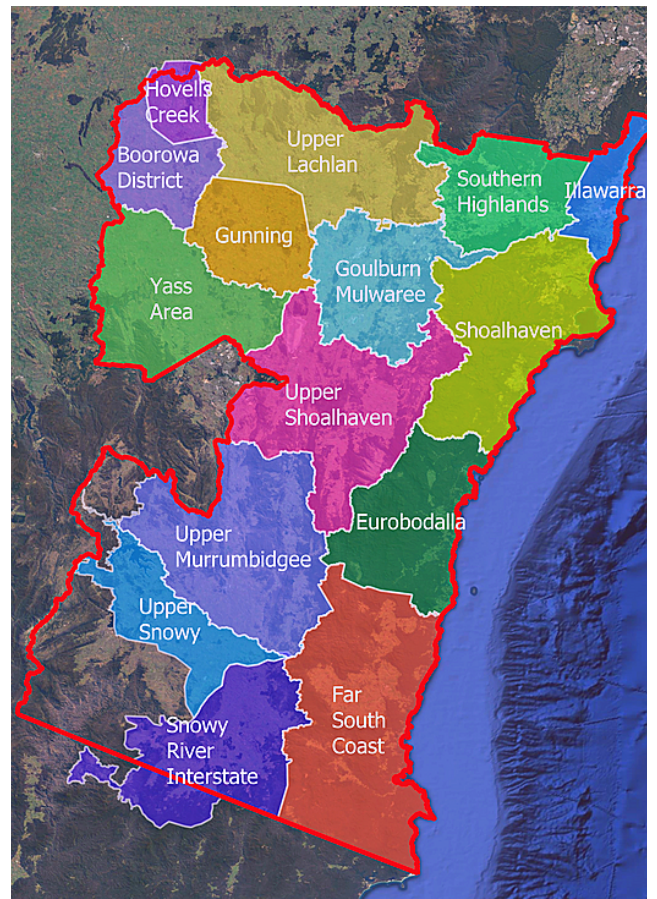 Hovells
Creek
Upper
Lachlan
Boorowa
District
Southern
Highlands
Illawarra
Gunning
Goulburn
Mulwaree
Yass
Area
Shoalhaven
Upper
Shoalhaven
Eurobodalla
Upper
Murrumbidgee
Upper
Snowy
Far
South
Coast
Snowy
River
Interstate